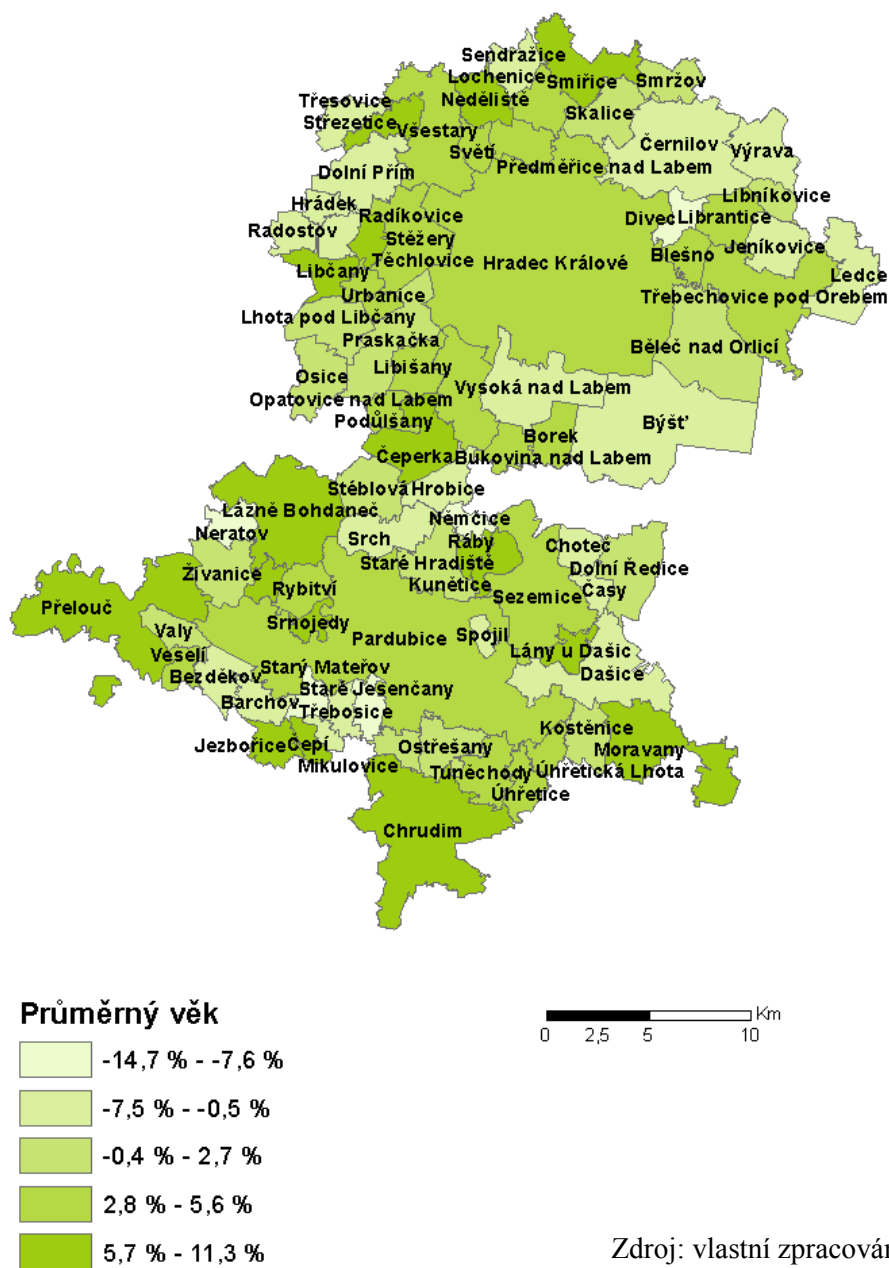 Sendražice
Lochenice
Smiřice
Smržov
Neděliště
Třesovice
Skalice
Střezetice
Všestary
Černilov
Výrava
Světí
Předměřice nad Labem
Dolní Přím
Libníkovice
Hrádek
Radíkovice
Divec
Librantice
Radostov
Stěžery
Jeníkovice
Blešno
Těchlovice
Hradec Králové
Libčany
Ledce
Urbanice
Třebechovice pod Orebem
Lhota pod Libčany
Praskačka
Běleč nad Orlicí
Libišany
Osice
Vysoká nad Labem
Opatovice nad Labem
Podůlšany
Býšť
Borek
Čeperka
Bukovina nad Labem
Stéblová
Hrobice
Lázně Bohdaneč
Němčice
Neratov
Srch
Ráby
Choteč
Staré Hradiště
Dolní Ředice
Živanice
Kunětice
Časy
Rybitví
Sezemice
Přelouč
Srnojedy
Valy
Pardubice
Spojil
Veselí
Lány u Dašic
Starý Mateřov
Bezděkov
Dašice
Staré Jesenčany
Barchov
Třebosice
Kostěnice
Jezbořice
Čepí
Ostřešany
Moravany
Mikulovice
Tuněchody
Úhřetická Lhota
Úhřetice
Chrudim
Průměrný věk
-14,7 % - -7,6 %
-7,5 % - -0,5 %
-0,4 % - 2,7 %
2,8 % - 5,6 %
5,7 % - 11,3 %
Km
0 2,5 5 10
Zdroj: vlastní zpracován